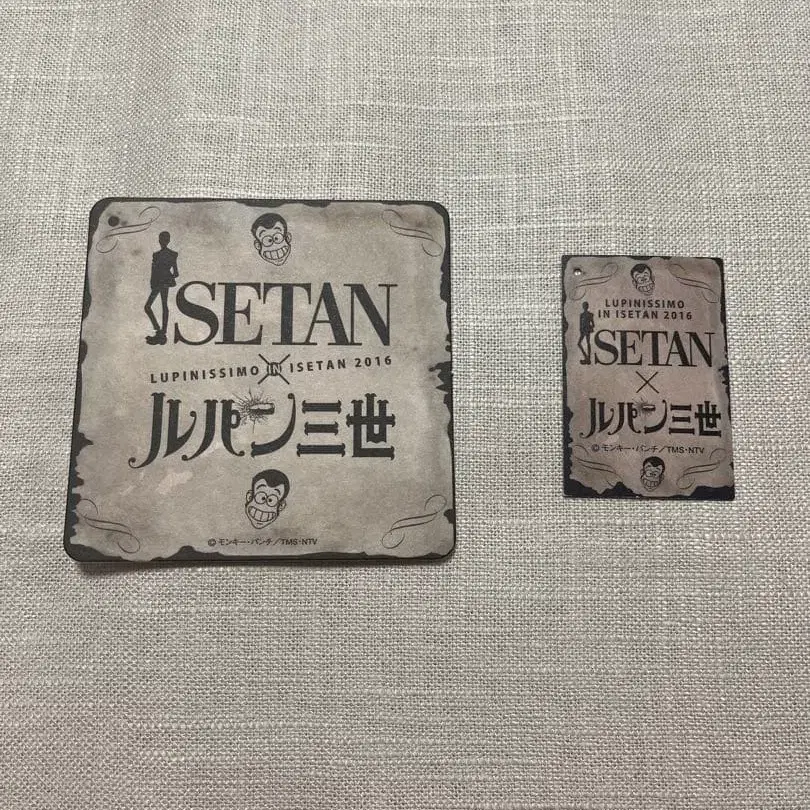 ISETAN
LUPINISSIMO IN ISETAN 2016
ルパン三世
© モンキー・パンチ／TMS・NTV
LUPINISSIMO
IN ISETAN 2016
ISETAN
×
ルパン三世
© モンキー・パンチ／TMS・NTV